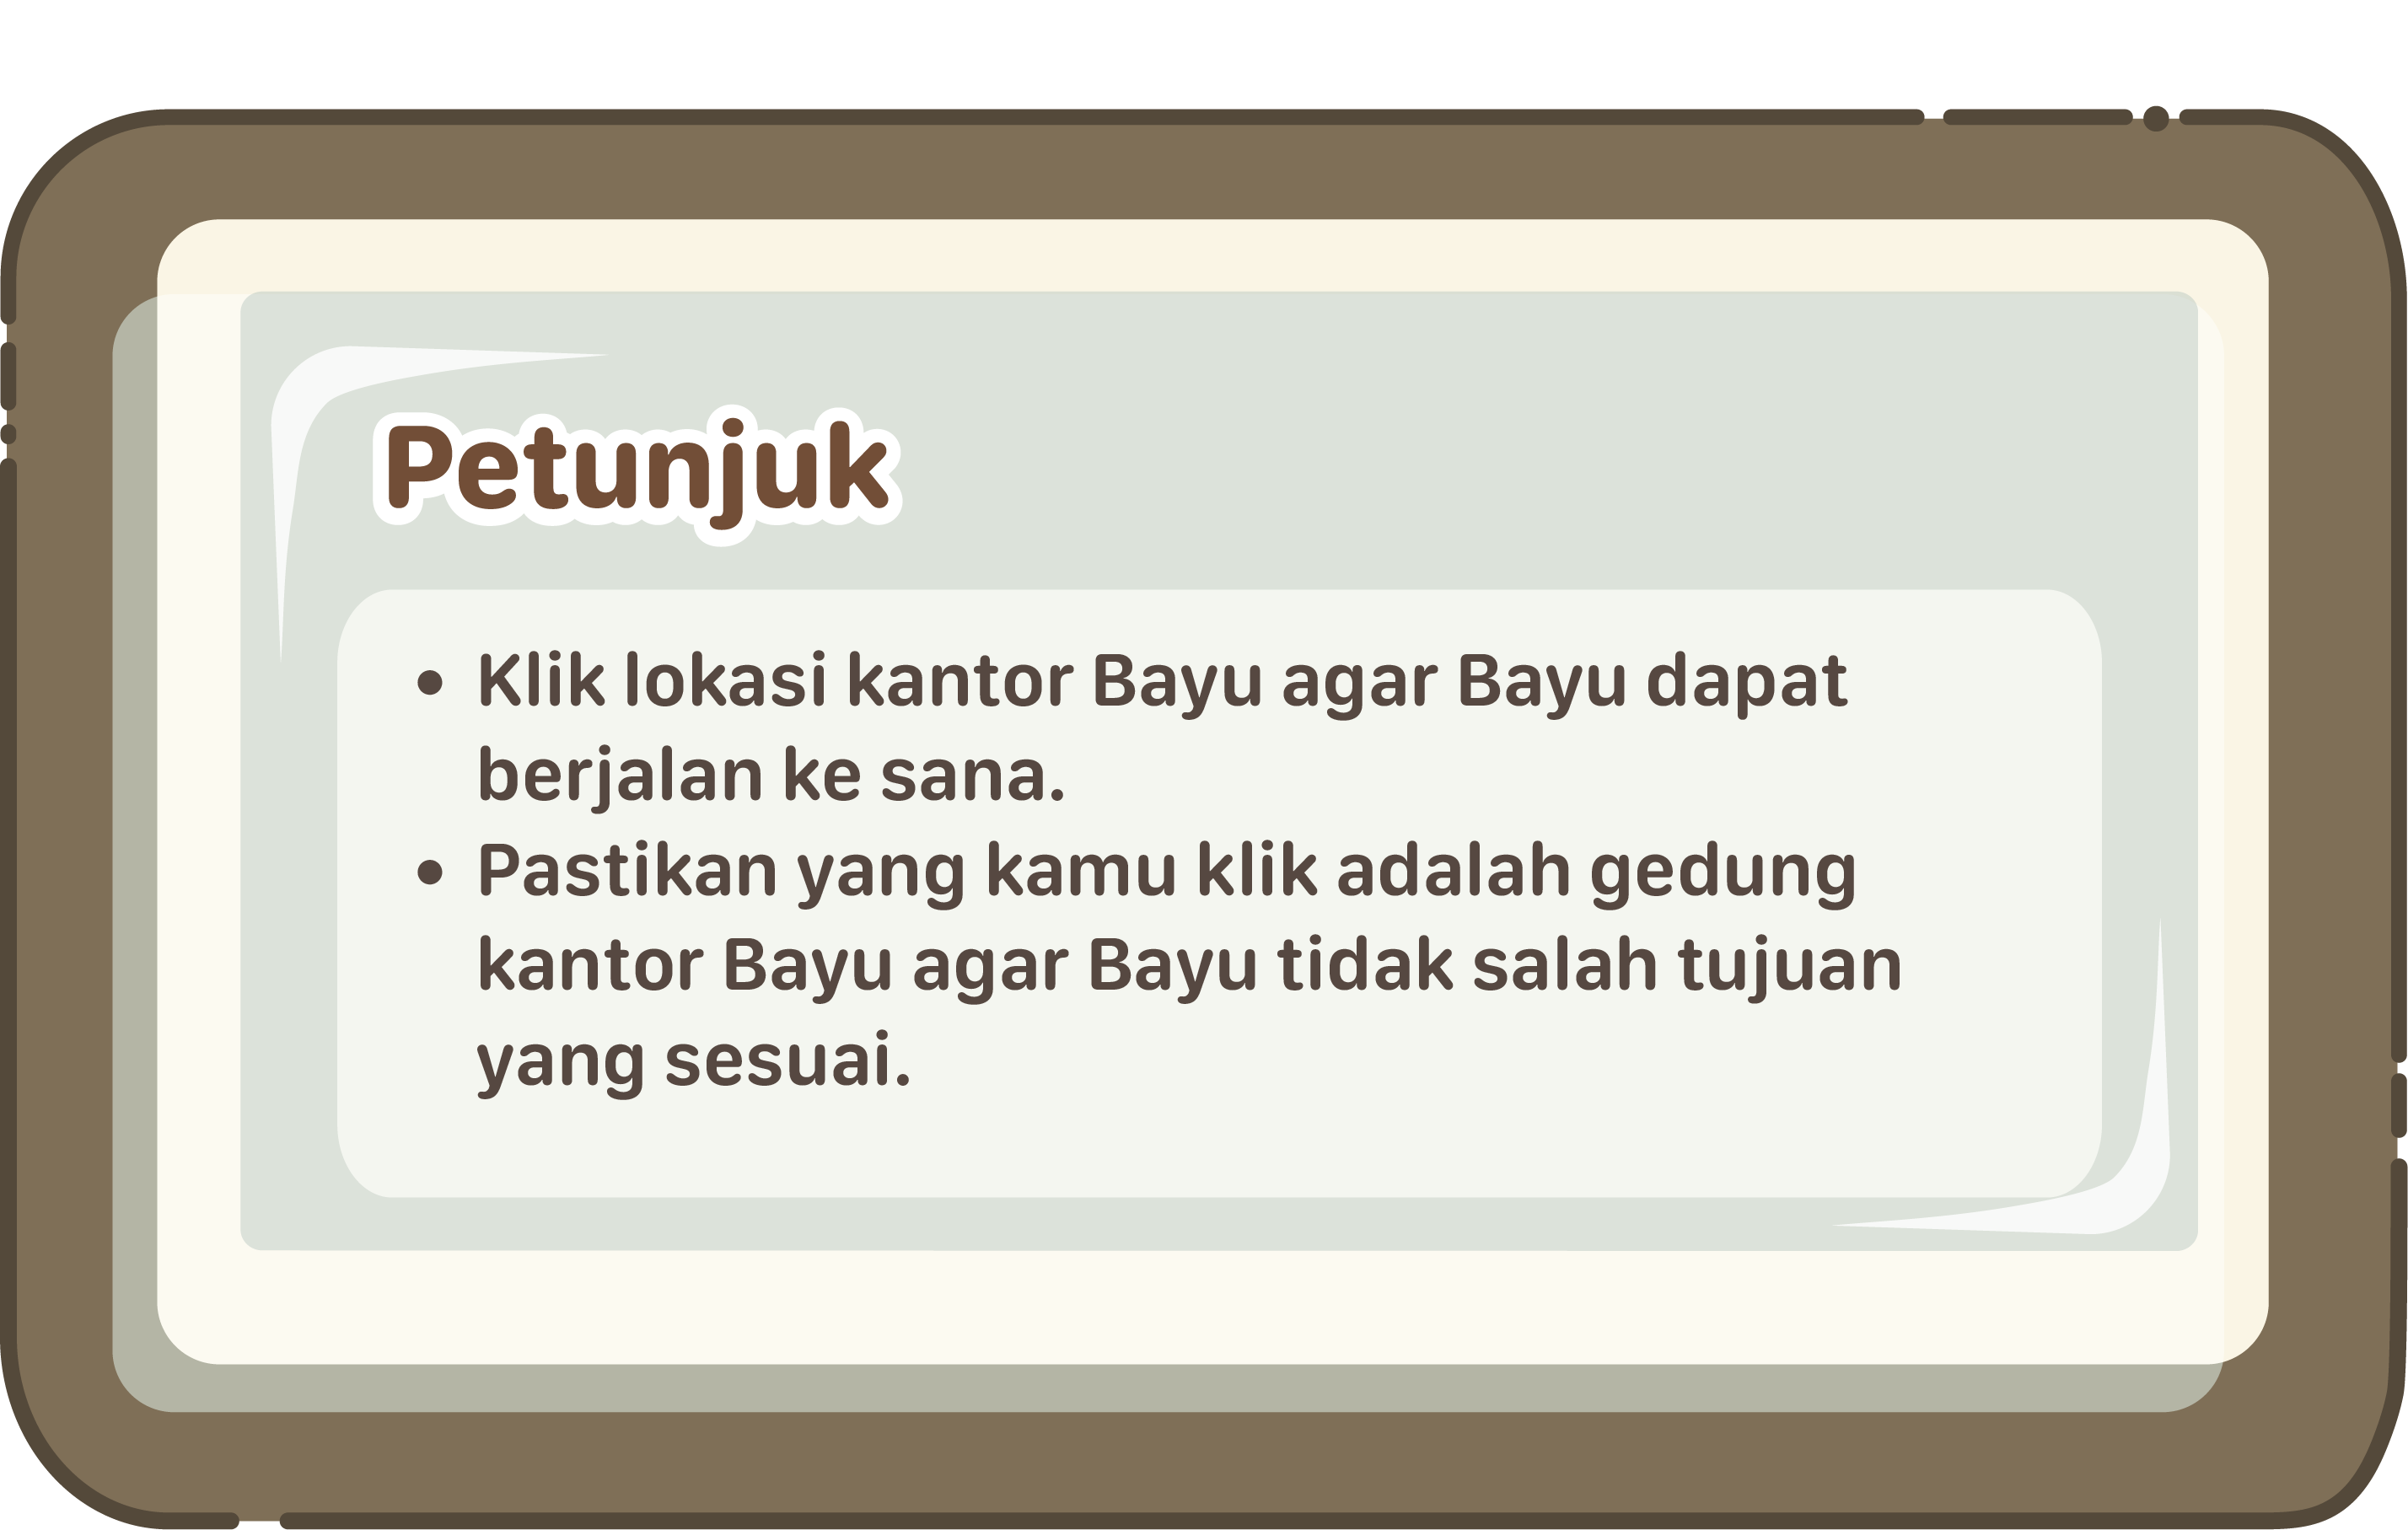 Petunjuk
• Klik lokasi kantor Bayu agar Bayu dapat
berjalan ke sana.
• Pastikan yang kamu klik adalah gedung
kantor Bayu agar Bayu tidak salah tujuan
yang sesuai.